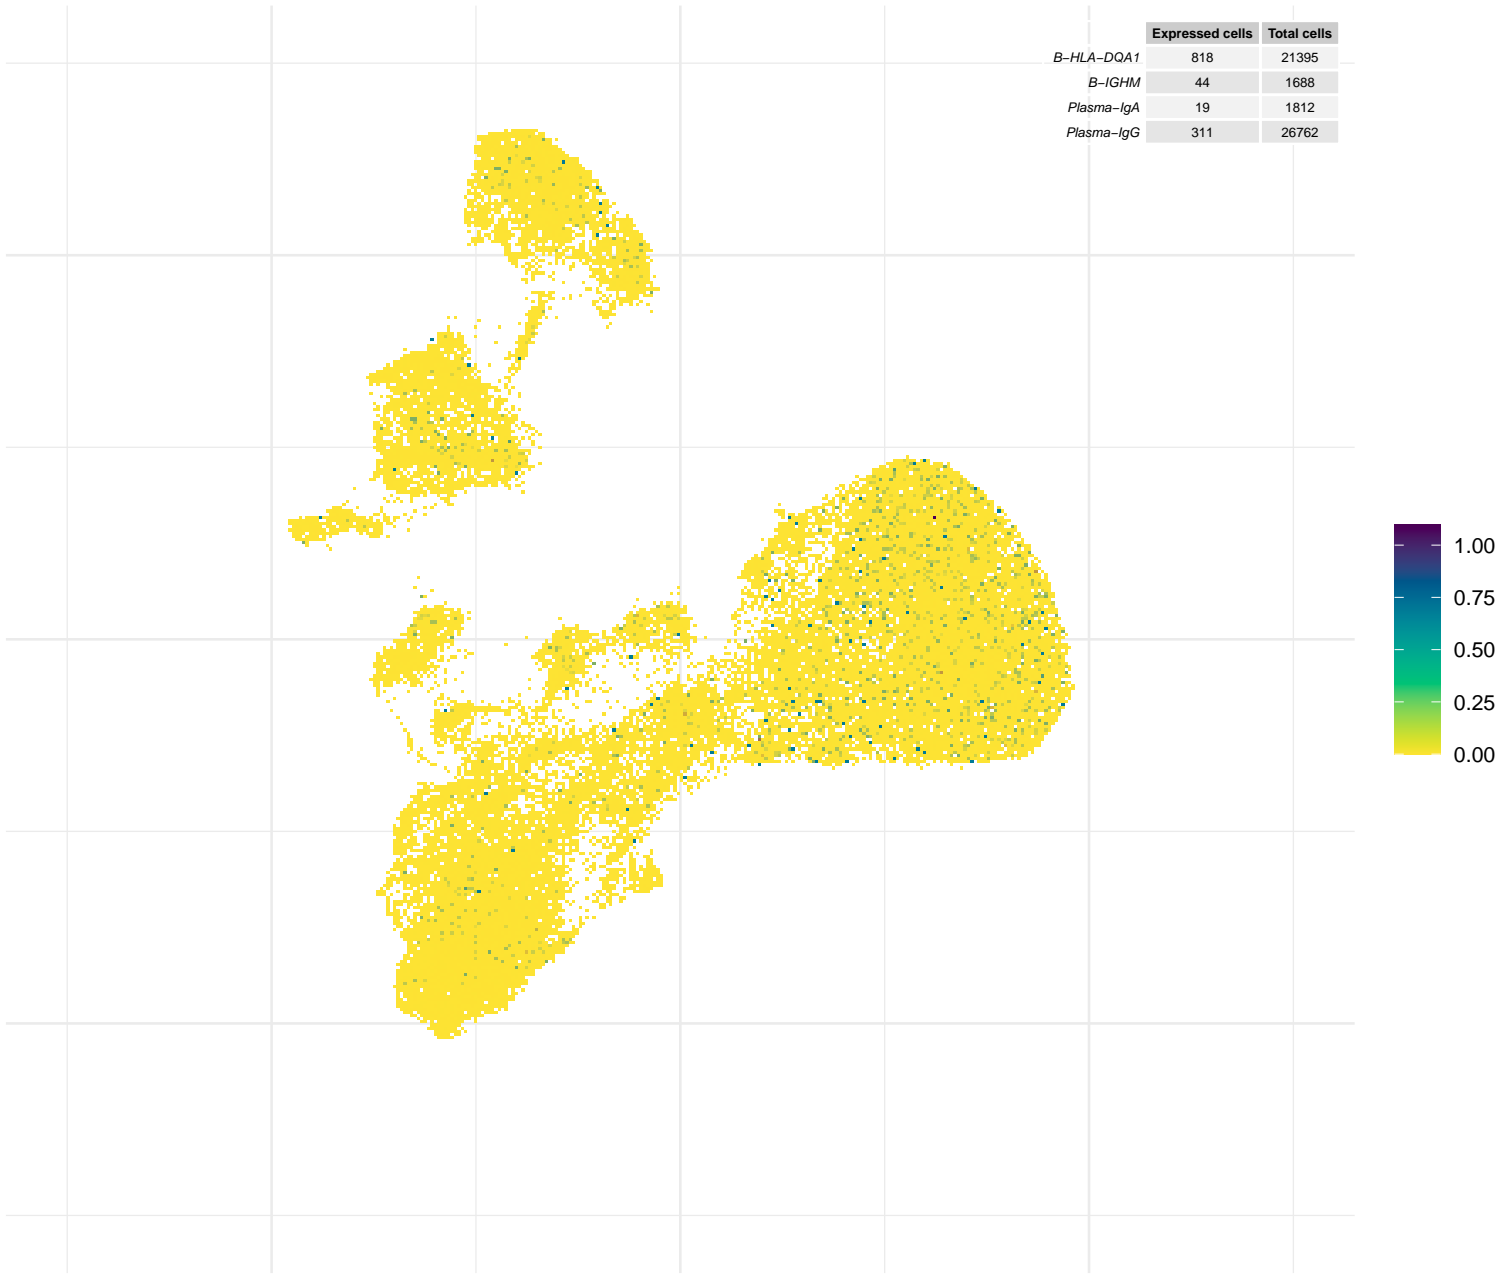 Expressed cells Total cells
B−HLA−DQA1 818 21395
B−IGHM 44 1688
Plasma−IgA 19 1812
Plasma−IgG 311 26762
1.00
0.75
0.50
0.25
0.00